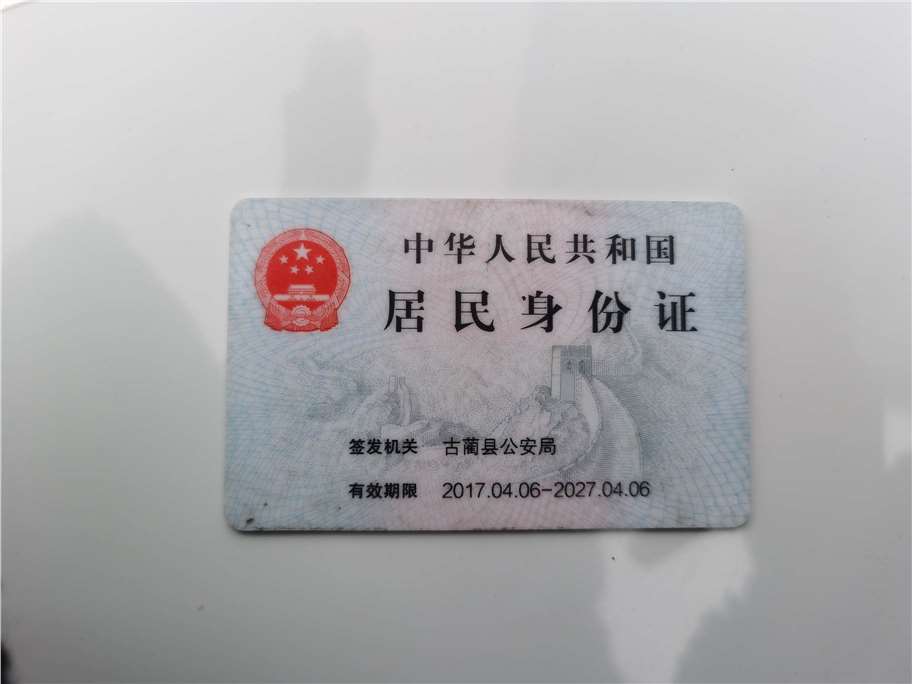 中华人民共和国
居民身份证
签发机关 古蔺县公安局
有效期限 2017.04.06-2027.04.06